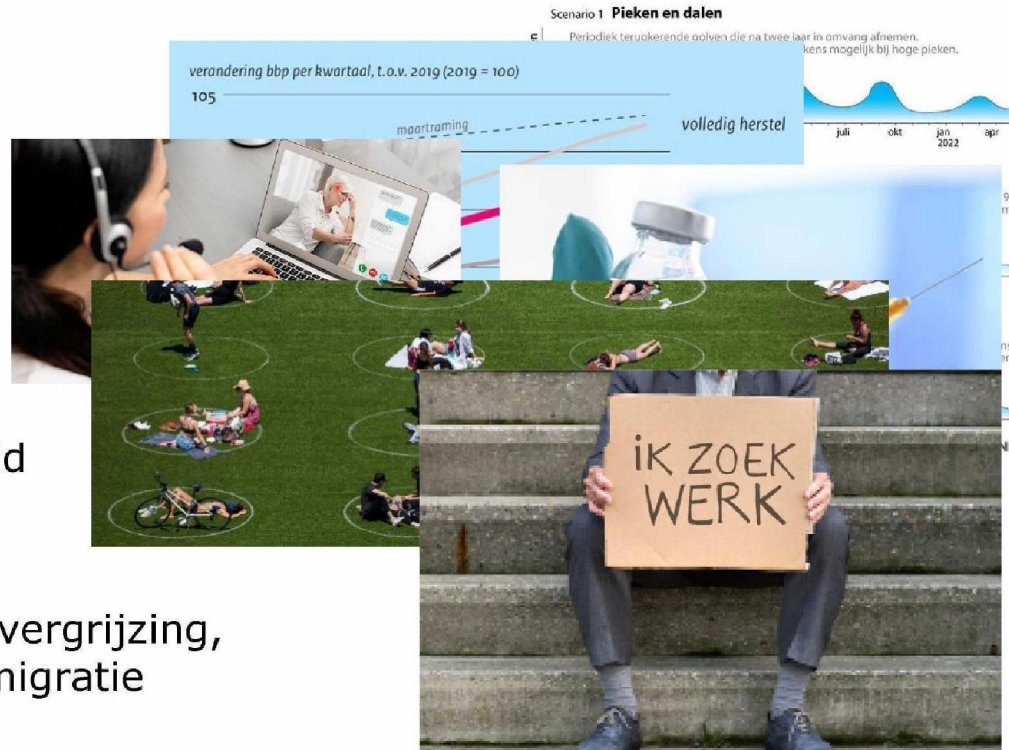 Scenario 1 Pieken en dalen
Periodiek terugkerende golven die na twee jaar in omvang afnemen.
mogelijk bij hoge pieken.
verandering bbp per kwartaal, t.o.v. 2019 (2019 = 100)
105
maartraming
volledig herstel
juli okt jan apr
2022
iK ZOEK
WERK
vergrijzing,